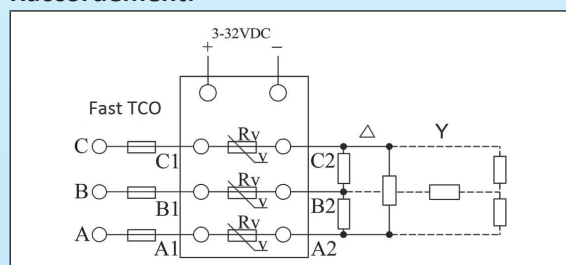 3-32VDC
+ −
Fast TCO
△ Y
C C1 Rv v C2
B B1 Rv v B2
A A1 Rv v A2